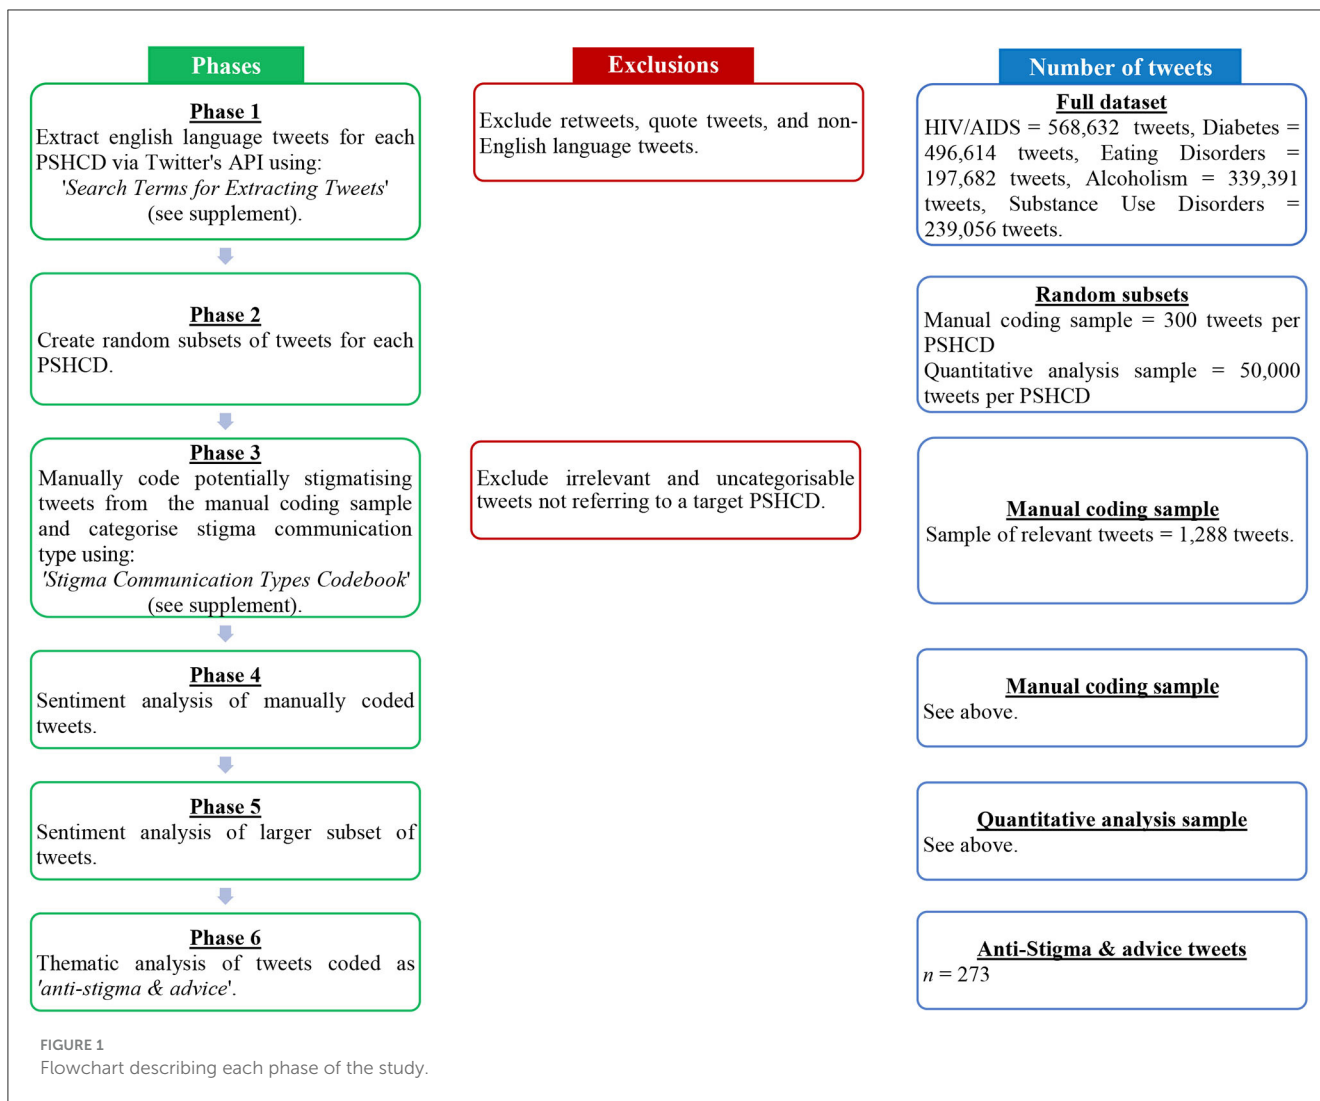 Phases
Phase 1
Extract english language tweets for each
PSHCD via Twitter's API using:
'Search Terms for Extracting Tweets'
(see supplement).
Phase 2
Create random subsets of tweets for each
PSHCD.
Phase 3
Manually code potentially stigmatising
tweets from the manual coding sample
and categorise stigma communication
type using:
'Stigma Communication Types Codebook'
(see supplement).
Phase 4
Sentiment analysis of manually coded
tweets.
Phase 5
Sentiment analysis of larger subset of
tweets.
Phase 6
Thematic analysis of tweets coded as
'anti-stigma & advice'.
Exclusions
Exclude retweets, quote tweets, and non-
English language tweets.
Exclude irrelevant and uncategorisable
tweets not referring to a target PSHCD.
Number of tweets
Full dataset
HIV/AIDS = 568,632 tweets, Diabetes =
496,614 tweets, Eating Disorders =
197,682 tweets, Alcoholism = 339,391
tweets, Substance Use Disorders =
239,056 tweets.
Random subsets
Manual coding sample = 300 tweets per
PSHCD
Quantitative analysis sample = 50,000
tweets per PSHCD
Manual coding sample
Sample of relevant tweets = 1,288 tweets.
Manual coding sample
See above.
Quantitative analysis sample
See above.
Anti-Stigma & advice tweets
n = 273
FIGURE 1
Flowchart describing each phase of the study.